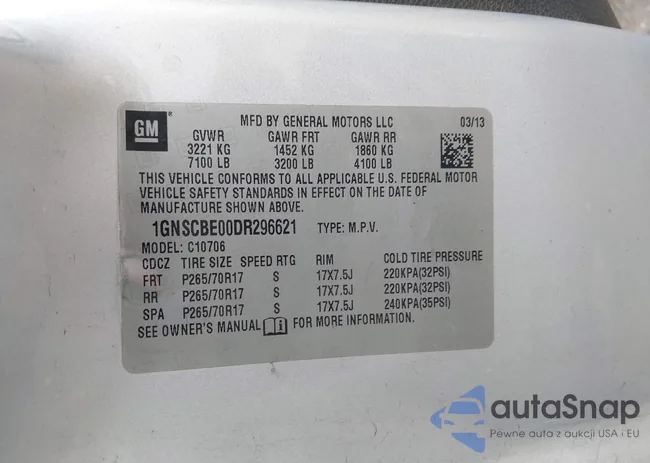 GM
MFD BY GENERAL MOTORS LLC 03/13
GVWR GAWR FRT GAWR RR
3221 KG 1452 KG 1860 KG
7100 LB 3200 LB 4100 LB
THIS VEHICLE CONFORMS TO ALL APPLICABLE U.S. FEDERAL MOTOR
VEHICLE SAFETY STANDARDS IN EFFECT ON THE DATE OF
MANUFACTURE SHOWN ABOVE.
1GNSCBE00DR296621 TYPE: M.P.V.
MODEL: C10706
CDCZ TIRE SIZE SPEED RTG RIM COLD TIRE PRESSURE
FRT P265/70R17 S 17X7.5J 220KPA(32PSI)
RR P265/70R17 S 17X7.5J 220KPA(32PSI)
SPA P265/70R17 S 17X7.5J 240KPA(35PSI)
SEE OWNER'S MANUAL FOR MORE INFORMATION.
autaSnap
Pewne auta z aukcji USA i EU